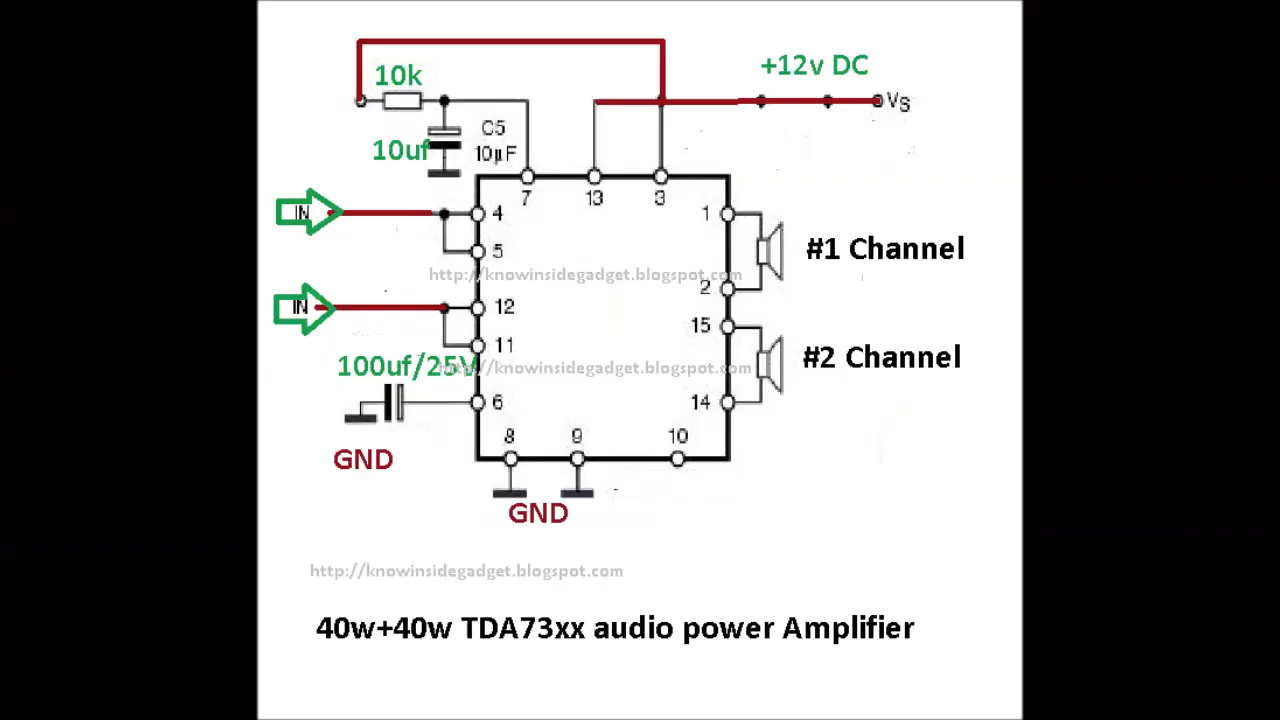 +12v DC
10k
VS
C5
10uf
10µF
7
13
3
IN
4
1
#1 Channel
5
http://knowinsidegadget.blogspot.com
2
IN
12
15
11
#2 Channel
100uf/25V
http://knowinsidegadget.blogspot.com
6
14
8
9
10
GND
GND
http://knowinsidegadget.blogspot.com
40w+40w TDA73xx audio power Amplifier